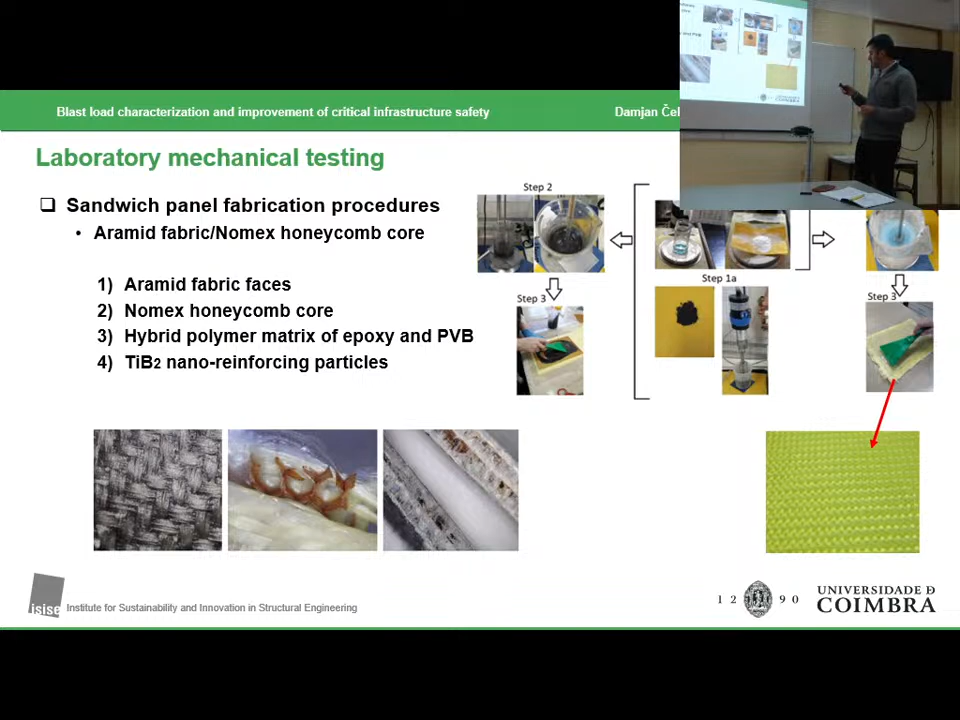 Blast load characterization and improvement of critical infrastructure safety
Damjan
Laboratory mechanical testing
❑ Sandwich panel fabrication procedures
• Aramid fabric/Nomex honeycomb core
1) Aramid fabric faces
2) Nomex honeycomb core
3) Hybrid polymer matrix of epoxy and PVB
4) TiB2 nano-reinforcing particles
Step 2
Step 3
Step 1a
Step 3
isise
Institute for Sustainability and Innovation in Structural Engineering
1 2 9 0
UNIVERSIDADE D
COIMBRA
COIMBRA